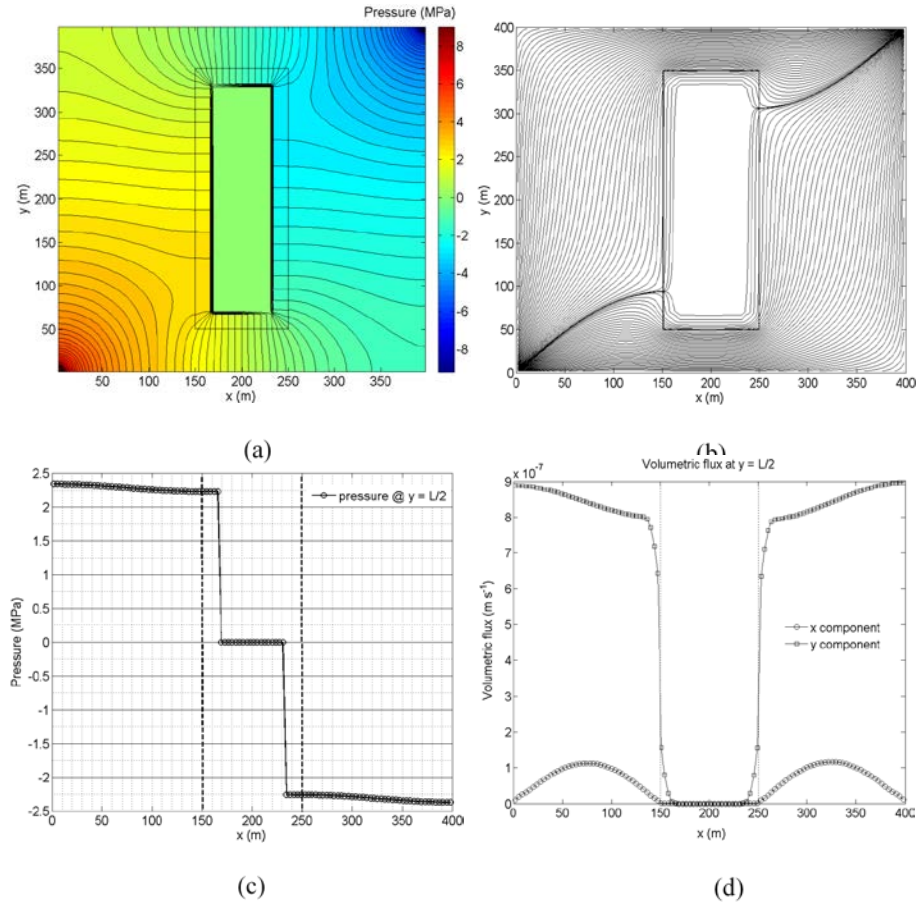 Pressure (MPa)
400
350
300
250
200
150
100
50
y (m)
50 100 150 200 250 300 350
x (m)
8
6
4
2
0
-2
-4
-6
-8
(a)
400
350
300
250
200
150
100
50
0
y (m)
0 50 100 150 200 250 300 350 400
x (m)
(b)
2.5
2
1.5
1
0.5
0
-0.5
-1
-1.5
-2
-2.5
Pressure (MPa)
pressure @ y = L/2
0 50 100 150 200 250 300 350 400
x (m)
(c)
Volumetric flux at y = L/2
9 x 10-7
8
7
6
5
4
3
2
1
0
Volumetric flux (m s-1)
x component
y component
0 50 100 150 200 250 300 350 400
x (m)
(d)